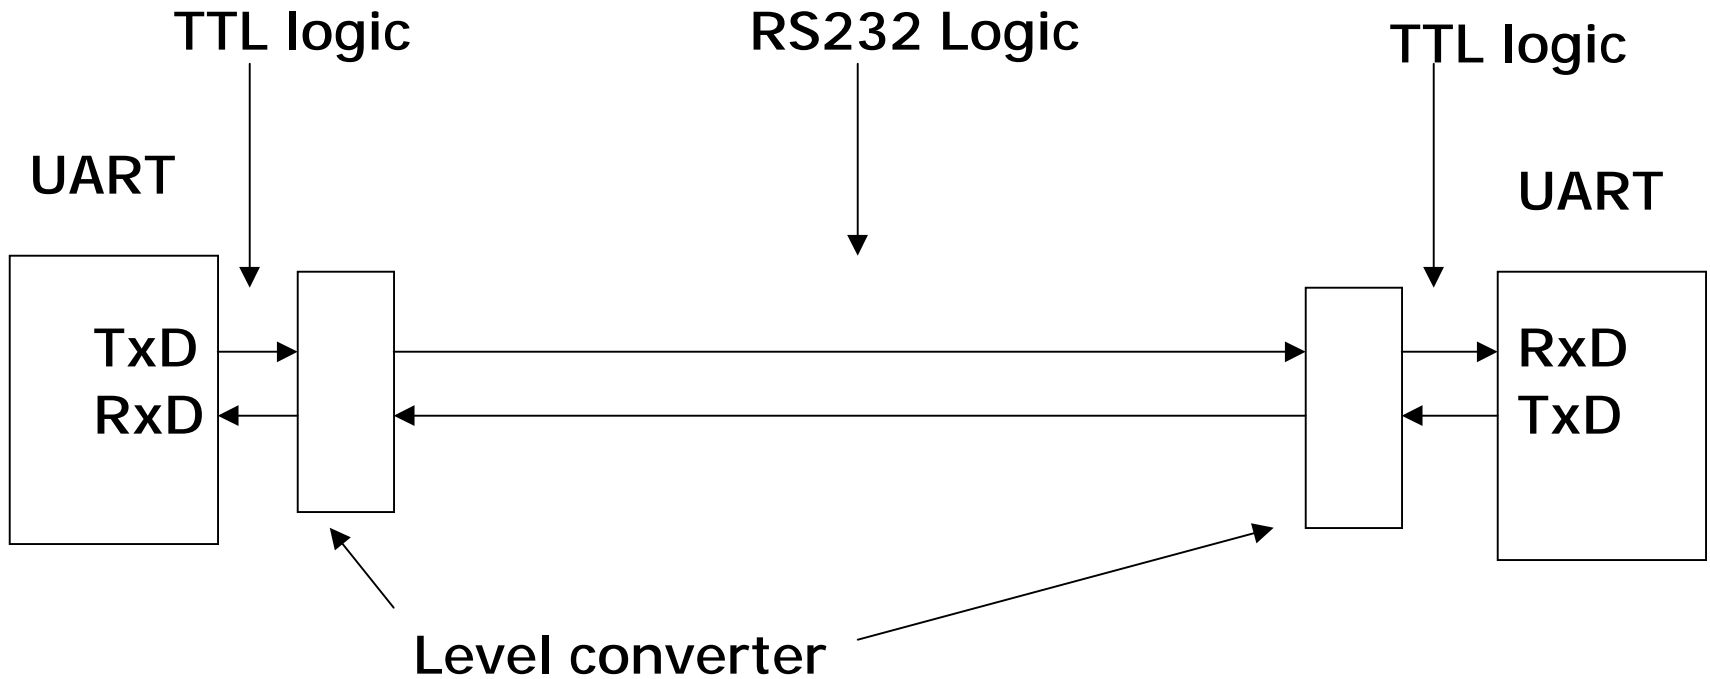 TTL logic
RS232 Logic
TTL logic
UART
UART
TxD
RxD
RxD
TxD
Level converter